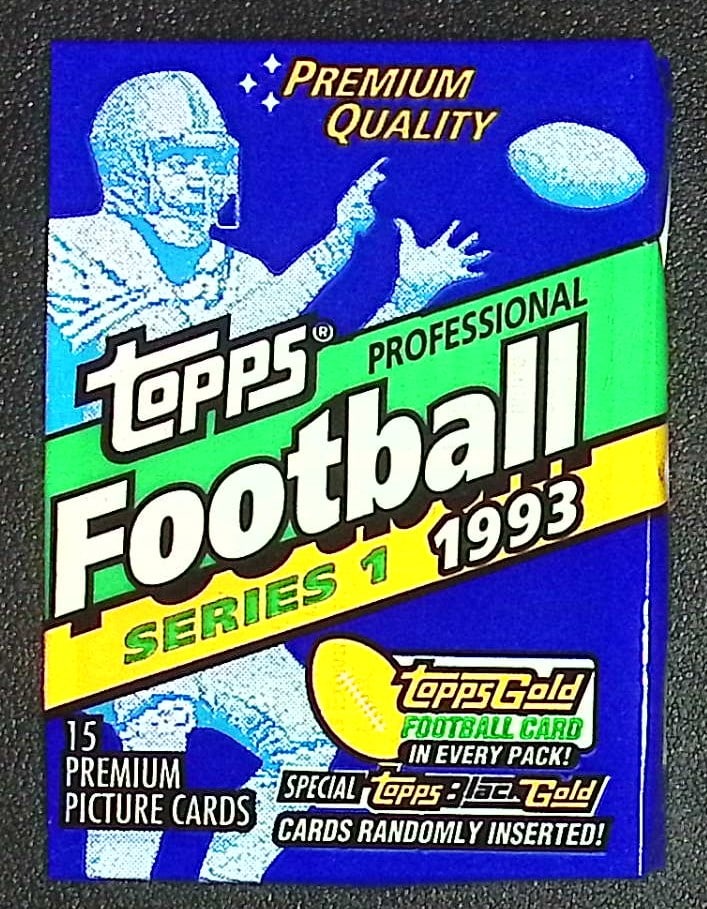 PREMIUM
QUALITY
TOPPS®
PROFESSIONAL
Football
SERIES 1 1993
15
PREMIUM
PICTURE CARDS
ToppsGold
FOOTBALL CARD
IN EVERY PACK!
SPECIAL Topps Black Gold
CARDS RANDOMLY INSERTED!